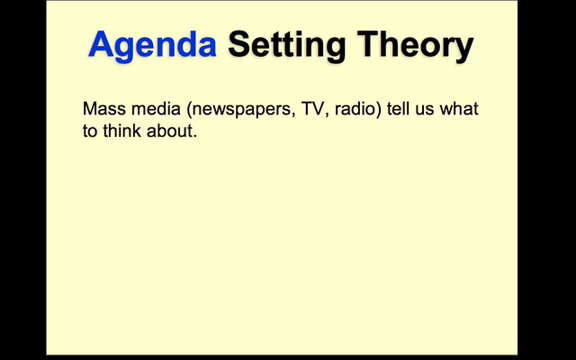 Agenda Setting Theory
Mass media (newspapers, TV, radio) tell us what
to think about.